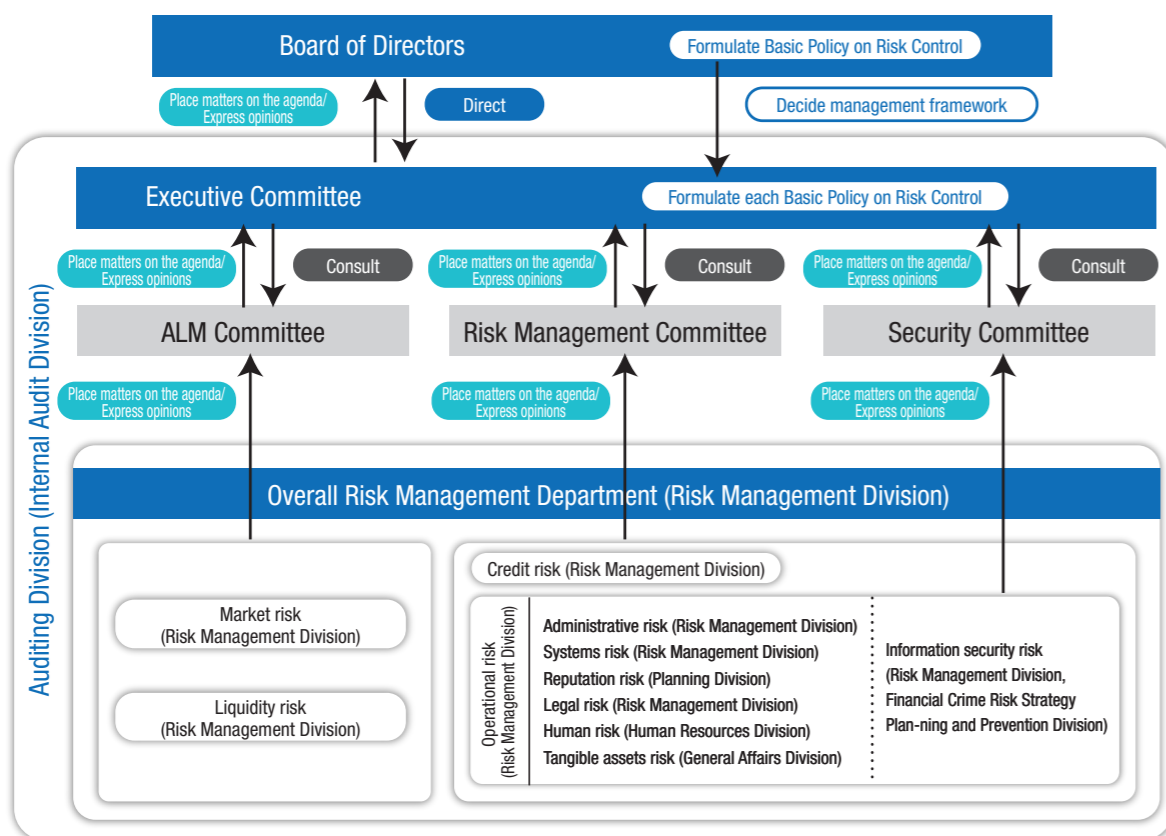 Board of Directors
Formulate Basic Policy on Risk Control
Place matters on the agenda/
Express opinions
Direct
Decide management framework
Auditing Division (Internal Audit Division)
Executive Committee
Formulate each Basic Policy on Risk Control
Place matters on the agenda/
Express opinions
Consult
Place matters on the agenda/
Express opinions
Consult
Place matters on the agenda/
Express opinions
Consult
ALM Committee
Risk Management Committee
Security Committee
Place matters on the agenda/
Express opinions
Place matters on the agenda/
Express opinions
Place matters on the agenda/
Express opinions
Overall Risk Management Department (Risk Management Division)
Market risk
(Risk Management Division)
Liquidity risk
(Risk Management Division)
Credit risk (Risk Management Division)
Operational risk
(Risk Management Division)
Administrative risk (Risk Management Division)
Systems risk (Risk Management Division)
Reputation risk (Planning Division)
Legal risk (Risk Management Division)
Human risk (Human Resources Division)
Tangible assets risk (General Affairs Division)
Information security risk
(Risk Management Division,
Financial Crime Risk Strategy
Plan-ning and Prevention Division)